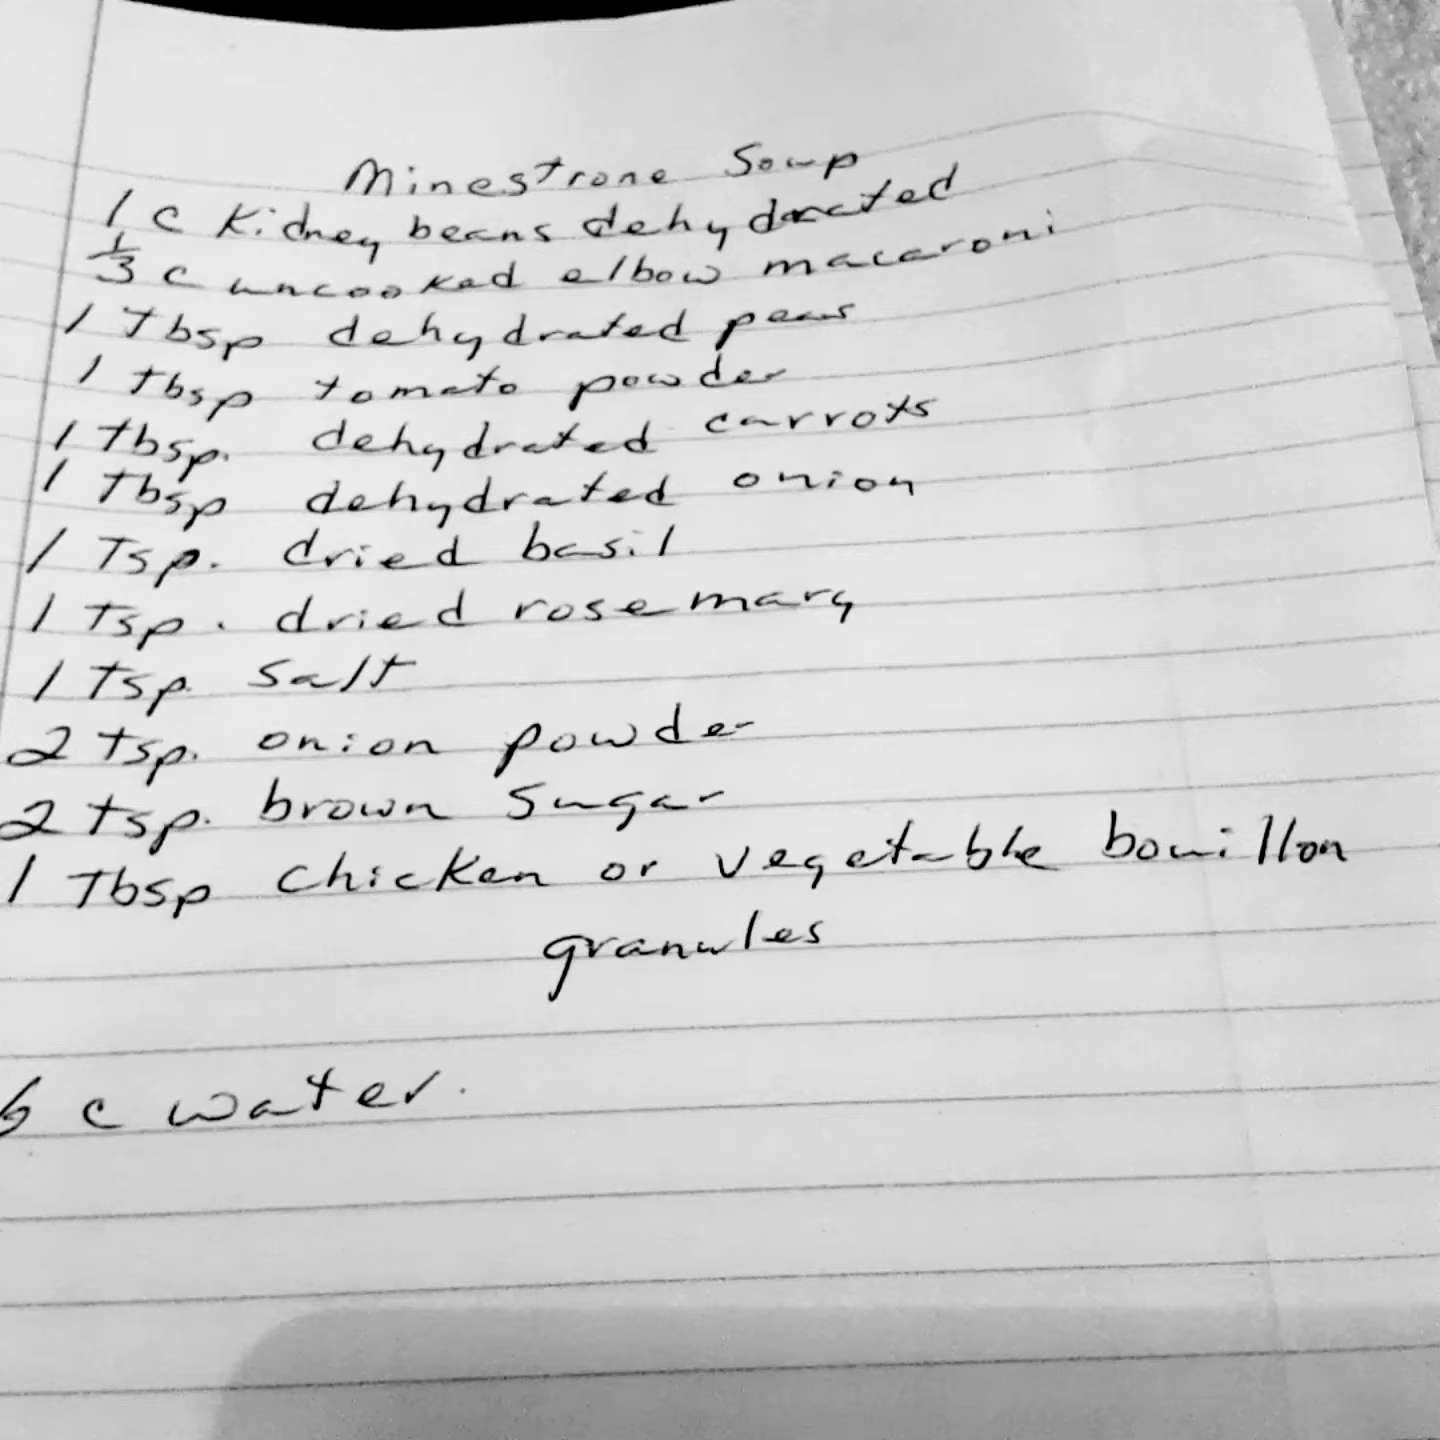 Minestrone Soup
1 c Kidney beans dehydrated
1/3 c uncooked elbow macaroni
1 Tbsp dehydrated peas
1 Tbsp tomato powder
1 Tbsp. dehydrated carrots
1 Tbsp dehydrated onion
1 Tsp. dried basil
1 Tsp. dried rosemary
1 Tsp. Salt
2 tsp. onion powder
2 tsp. brown Sugar
1 Tbsp Chicken or vegetable bouillon
granules
6 c water.